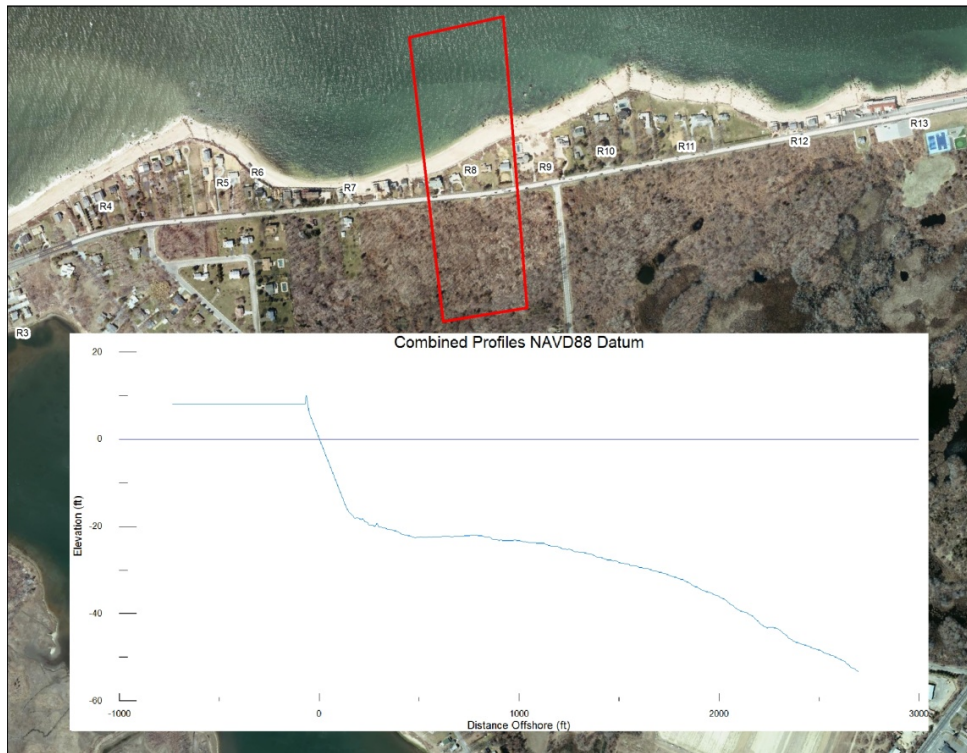 R13
R12
R11
R10
R9
R8
R7
R6
R5
R4
R3
Combined Profiles NAVD88 Datum
20
0
-20
-40
-60
Elevation (ft)
-1000 0 1000 2000 3000
Distance Offshore (ft)